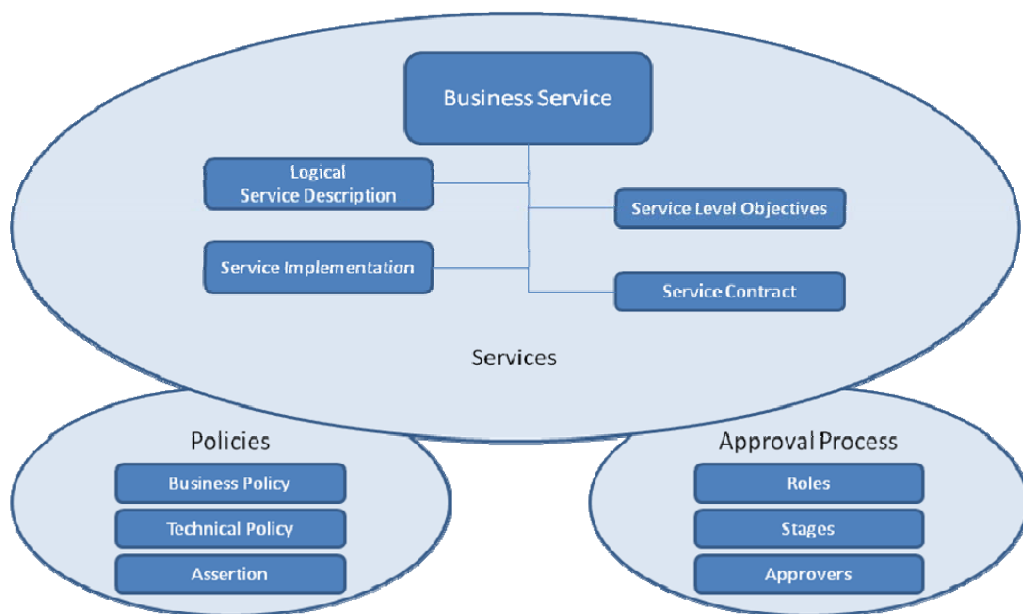 Business Service
Logical
Service Description
Service Level Objectives
Service Implementation
Service Contract
Services
Policies
Business Policy
Technical Policy
Assertion
Approval Process
Roles
Stages
Approvers